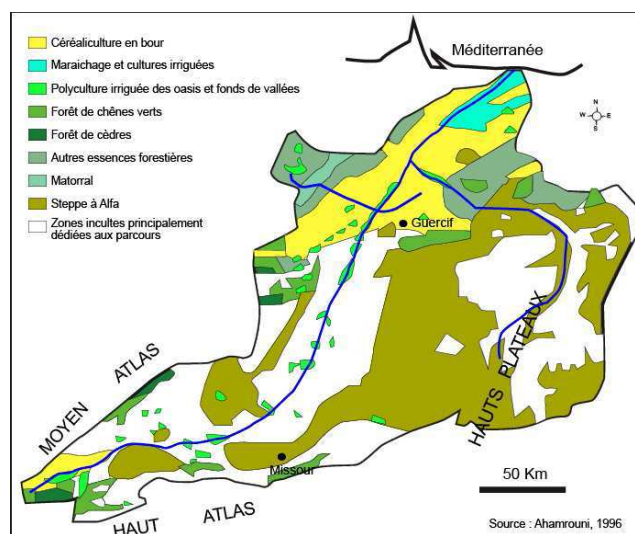 Céréaliculture en bour
Maraichage et cultures irriguées
Polyculture irriguée des oasis et fonds de vallées
Forêt de chênes verts
Forêt de cèdres
Autres essences forestières
Matorral
Steppe à Alfa
Zones incultes principalement
dédiées aux parcours
Méditerranée
N
W E
S
Guercif
HAUTS PLATEAUX
MOYEN ATLAS
Missour
HAUT ATLAS
50 Km
Source : Ahamrouni, 1996